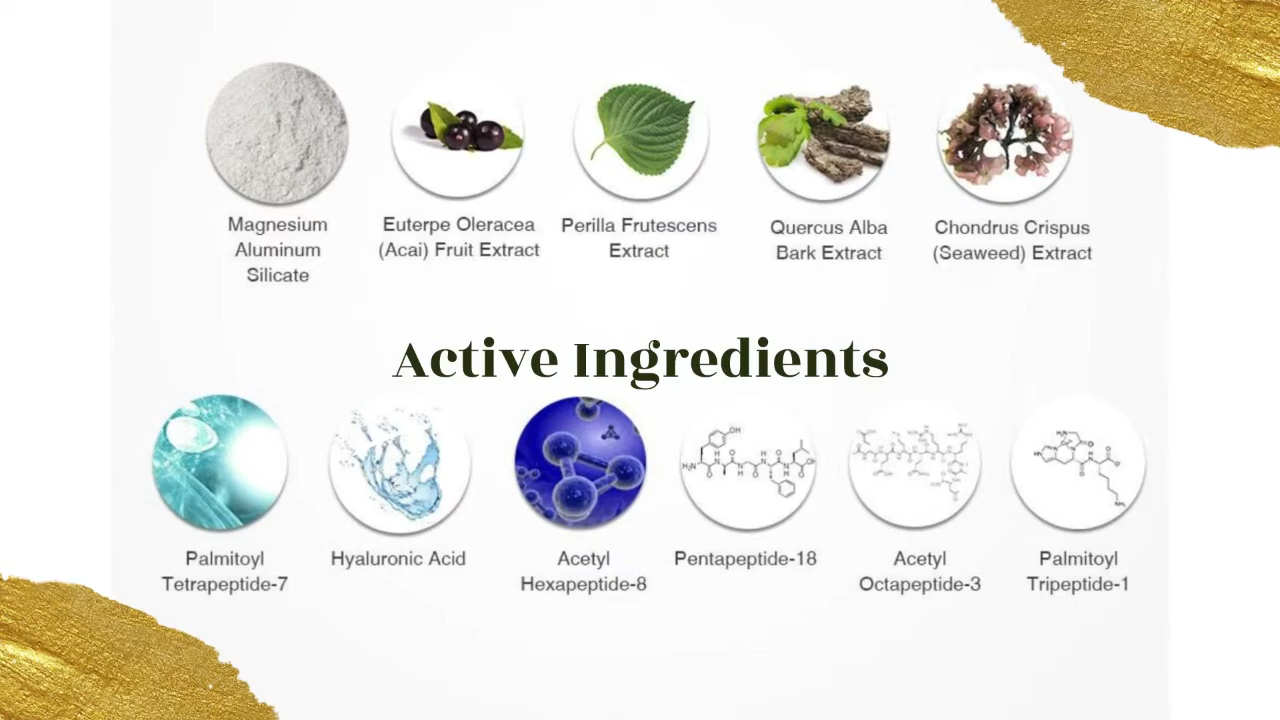 Magnesium
Aluminum
Silicate
Euterpe Oleracea
(Acai) Fruit Extract
Perilla Frutescens
Extract
Quercus Alba
Bark Extract
Chondrus Crispus
(Seaweed) Extract
Active Ingredients
Palmitoyl
Tetrapeptide-7
Hyaluronic Acid
Acetyl
Hexapeptide-8
Pentapeptide-18
Acetyl
Octapeptide-3
Palmitoyl
Tripeptide-1